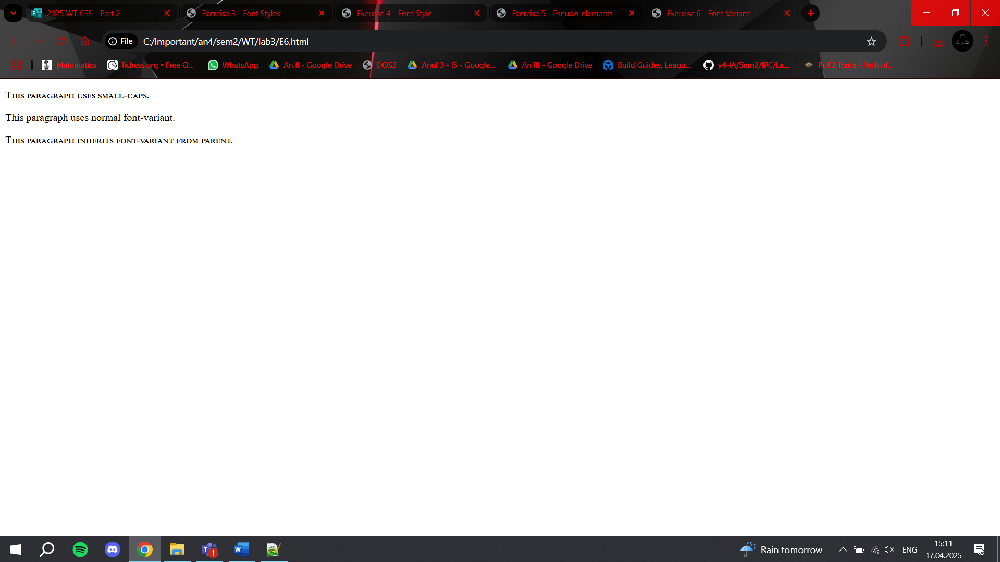 2025 WT CSS - Part 2
Exercise 3 - Font Styles
Exercise 4 - Font Style
Exercise 5 - Pseudo-elements
Exercise 6 - Font Variant
File
C:/Important/an4/sem2/WT/lab3/E6.html
Matematica
lichess.org • Free O...
WhatsApp
An II - Google Drive
DOS2
Anul 3 - IS - Google...
An III - Google Drive
Build Guides, Leagu...
y4-IA/Sem2/IPC/La...
PoE2 Trade - Path of...
This paragraph uses small-caps.
This paragraph uses normal font-variant.
This paragraph inherits font-variant from parent.
1
Rain tomorrow
ENG
15:11
17.04.2025